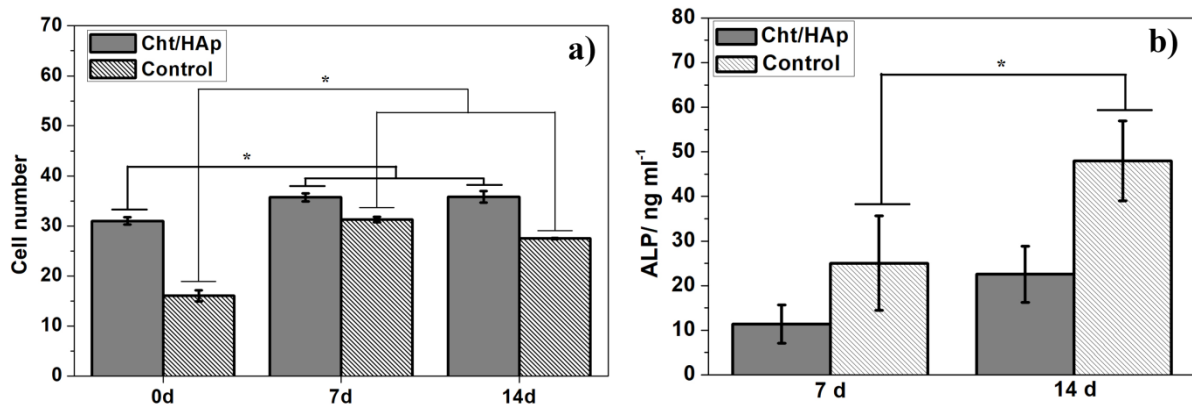 a)
Cht/HAp
Control
*
*
Cell number
70
60
50
40
30
20
10
0
0d 7d 14d
b)
Cht/HAp
Control
*
ALP/ ng ml⁻¹
80
70
60
50
40
30
20
10
0
7 d 14 d